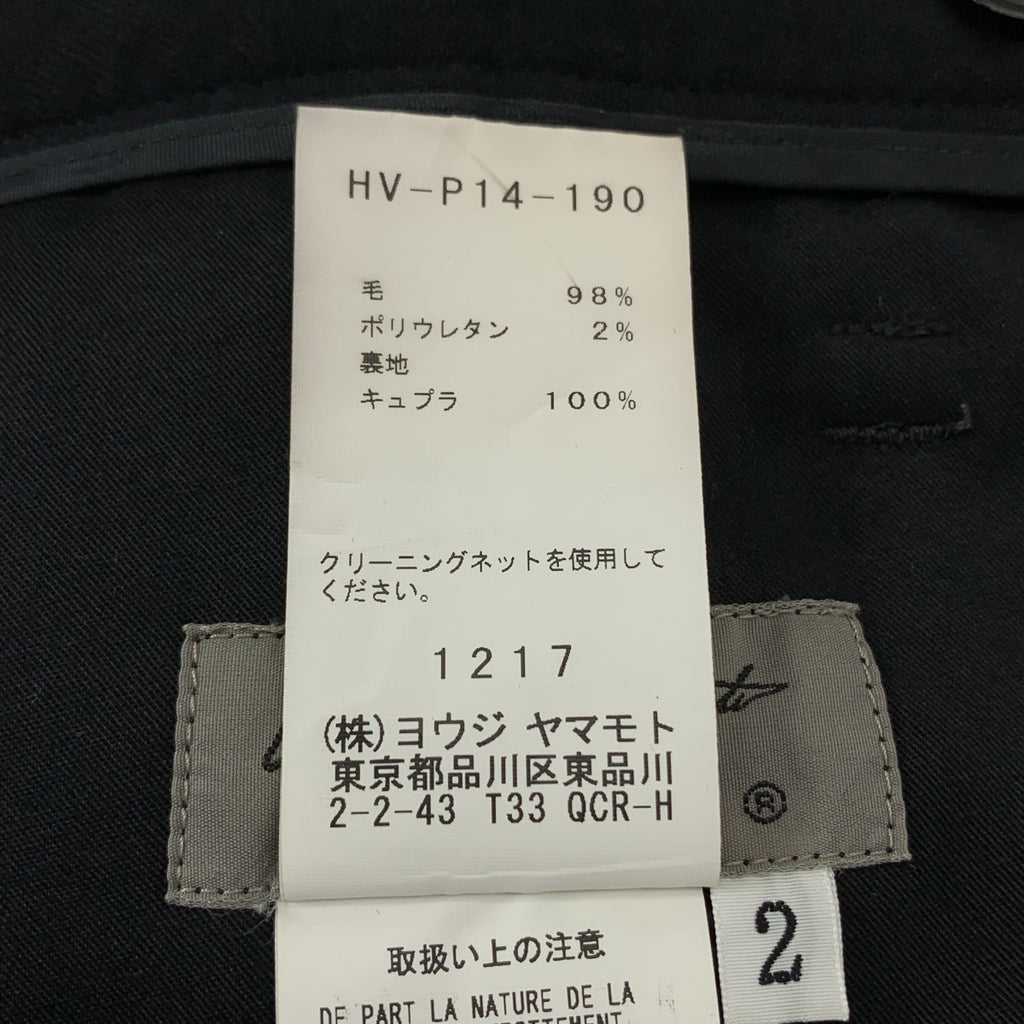 HV-P14-190
毛 98%
ポリウレタン 2%
裏地
キュプラ 100%
クリーニングネットを使用して
ください。
1217
(株)ヨウジ ヤマモト
東京都品川区東品川
2-2-43 T33 QCR-H
®
2
取扱い上の注意
DE PART LA NATURE DE LA